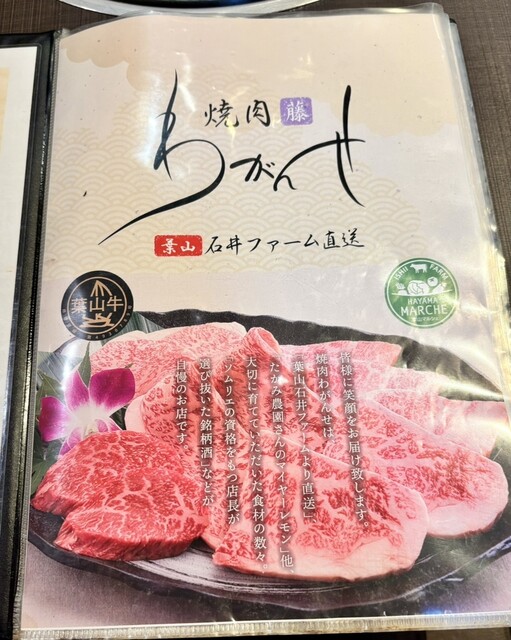 焼肉 藤
わがんせ
葉山 石井ファーム直送
葉山牛
ISHII FARM
HAYAMA
MARCHE
皆様に笑顔をお届け致します。
焼肉わがんせは、
葉山石井ファームより直送」、
たかみ農園さんのマイヤーレモン」他、
大切に育てていただいた食材の数々、
ソムリエの資格をもつ店長が
選び抜いた銘柄酒」などが
自慢のお店です。